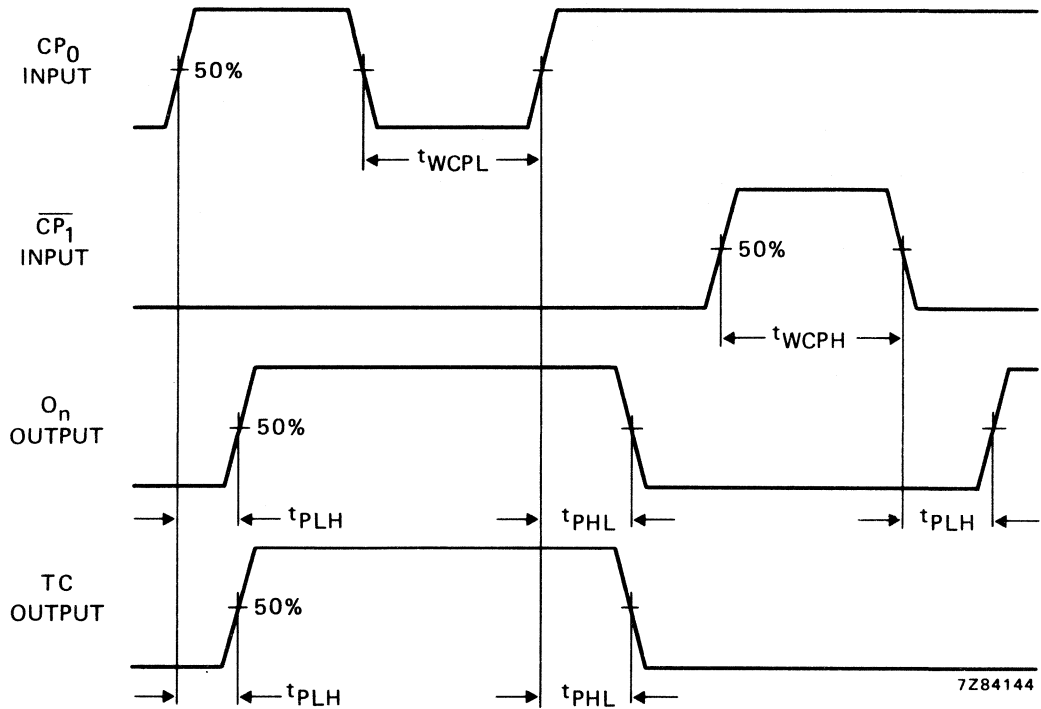 CP0
INPUT
50%
tWCPL
CP1
INPUT
50%
tWCPH
On
OUTPUT
50%
tPLH
tPHL
tPLH
TC
OUTPUT
50%
tPLH
tPHL
7Z84144